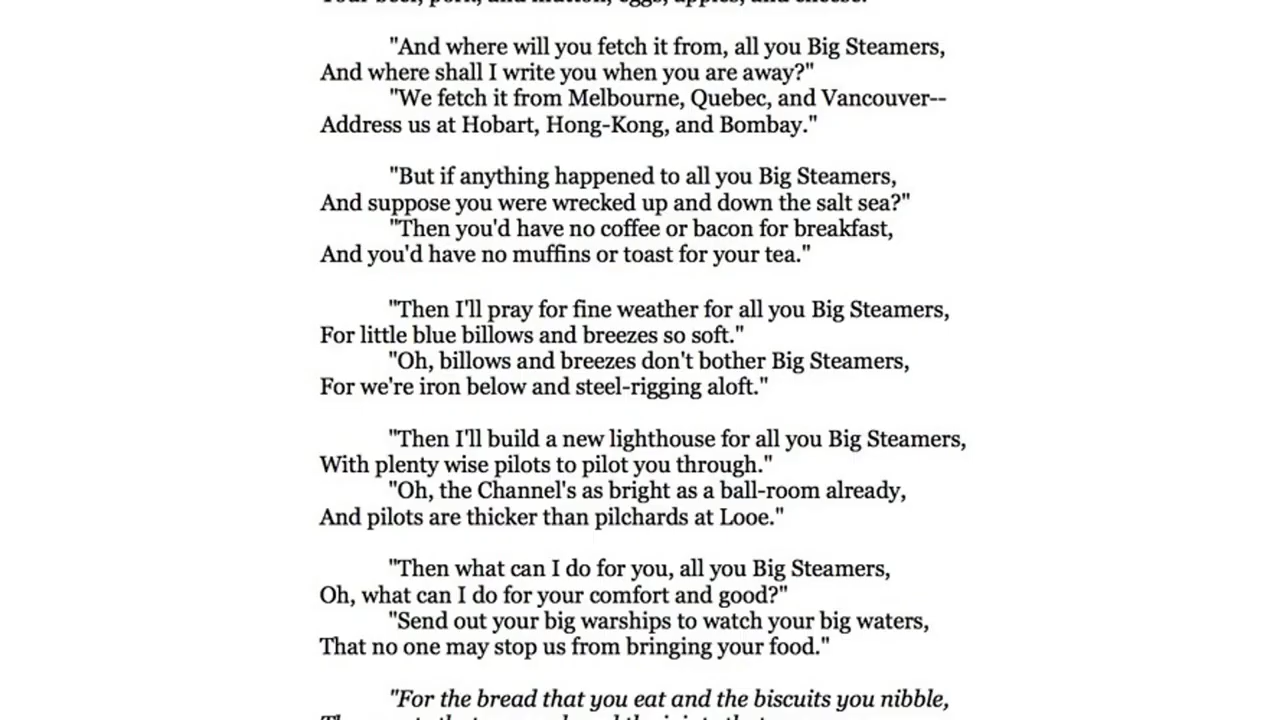 Your beef, pork, and mutton, eggs, apples, and cheese."
"And where will you fetch it from, all you Big Steamers,
And where shall I write you when you are away?"
"We fetch it from Melbourne, Quebec, and Vancouver--
Address us at Hobart, Hong-Kong, and Bombay."
"But if anything happened to all you Big Steamers,
And suppose you were wrecked up and down the salt sea?"
"Then you'd have no coffee or bacon for breakfast,
And you'd have no muffins or toast for your tea."
"Then I'll pray for fine weather for all you Big Steamers,
For little blue billows and breezes so soft."
"Oh, billows and breezes don't bother Big Steamers,
For we're iron below and steel-rigging aloft."
"Then I'll build a new lighthouse for all you Big Steamers,
With plenty wise pilots to pilot you through."
"Oh, the Channel's as bright as a ball-room already,
And pilots are thicker than pilchards at Looe."
"Then what can I do for you, all you Big Steamers,
Oh, what can I do for your comfort and good?"
"Send out your big warships to watch your big waters,
That no one may stop us from bringing your food."
"For the bread that you eat and the biscuits you nibble,